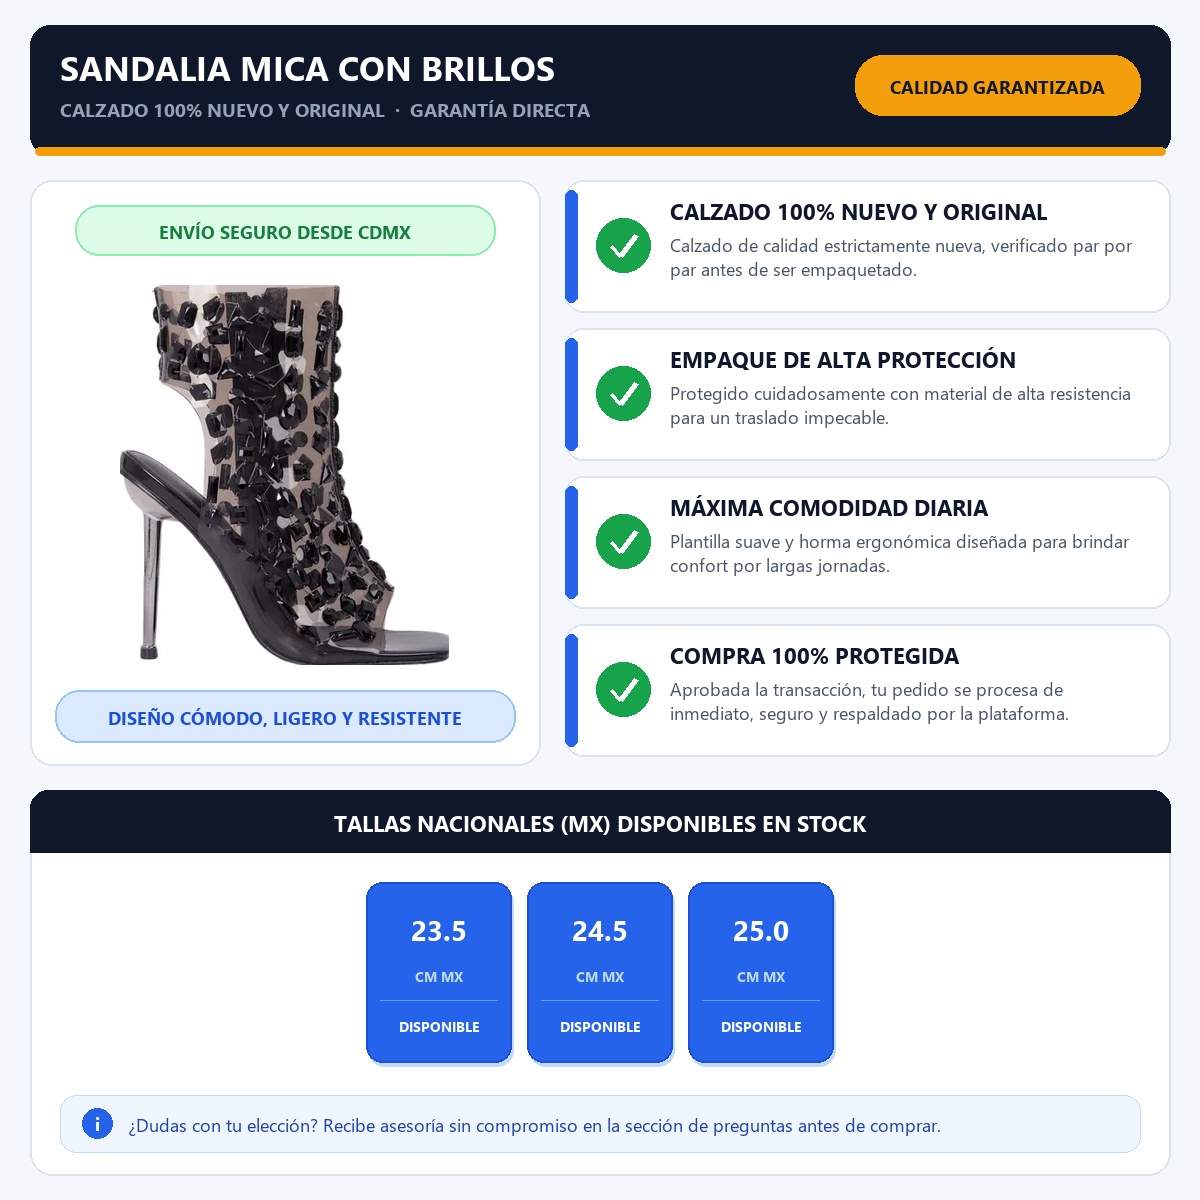 SANDALIA MICA CON BRILLOS
CALZADO 100% NUEVO Y ORIGINAL · GARANTÍA DIRECTA
CALIDAD GARANTIZADA
ENVÍO SEGURO DESDE CDMX
DISEÑO CÓMODO, LIGERO Y RESISTENTE
CALZADO 100% NUEVO Y ORIGINAL
Calzado de calidad estrictamente nueva, verificado par por
par antes de ser empaquetado.
EMPAQUE DE ALTA PROTECCIÓN
Protegido cuidadosamente con material de alta resistencia
para un traslado impecable.
MÁXIMA COMODIDAD DIARIA
Plantilla suave y horma ergonómica diseñada para brindar
confort por largas jornadas.
COMPRA 100% PROTEGIDA
Aprobada la transacción, tu pedido se procesa de
inmediato, seguro y respaldado por la plataforma.
TALLAS NACIONALES (MX) DISPONIBLES EN STOCK
23.5
CM MX
DISPONIBLE
24.5
CM MX
DISPONIBLE
25.0
CM MX
DISPONIBLE
¿Dudas con tu elección? Recibe asesoría sin compromiso en la sección de preguntas antes de comprar.